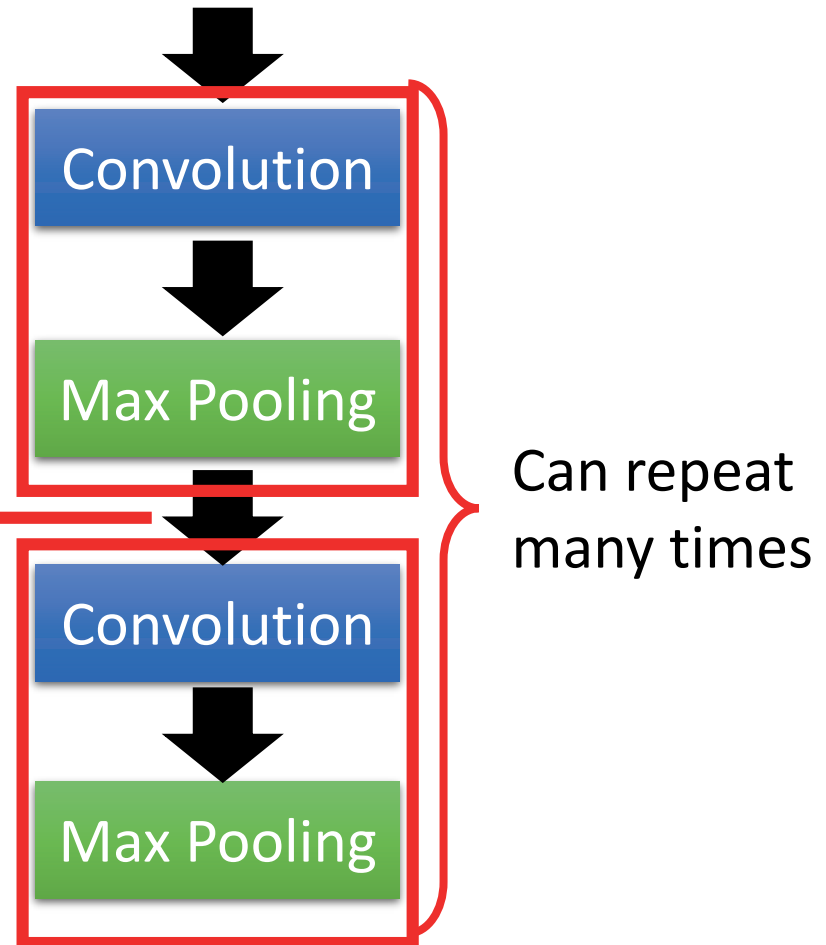 Convolution
Max Pooling
Can repeat
many times
Convolution
Max Pooling